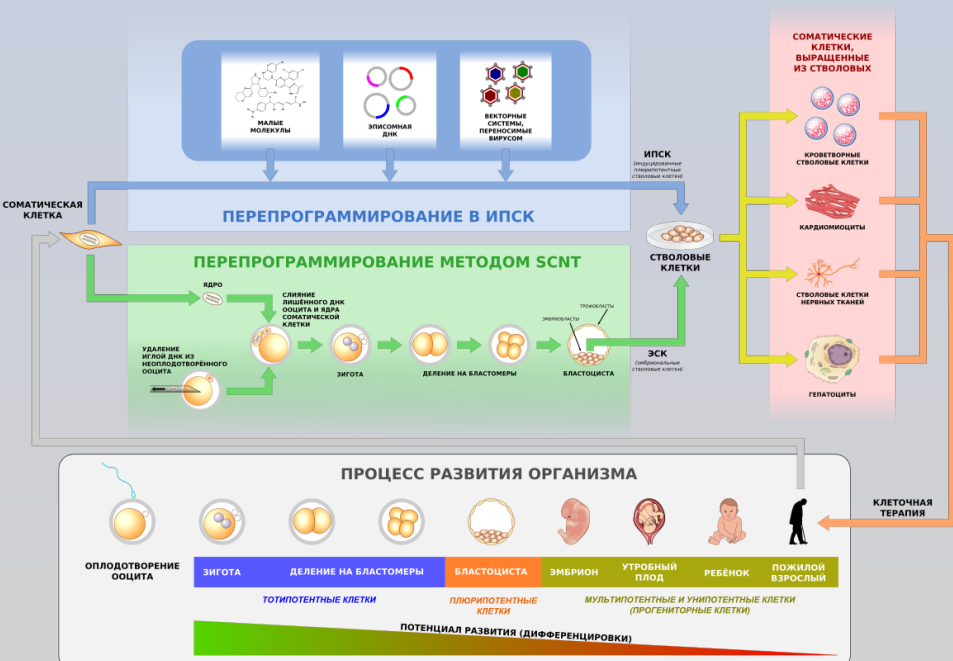 СОМАТИЧЕСКИЕ
КЛЕТКИ,
ВЫРАЩЕННЫЕ
ИЗ СТВОЛОВЫХ
МАЛЫЕ
МОЛЕКУЛЫ
ЭПИСОМНАЯ
ДНК
ВЕКТОРНЫЕ
СИСТЕМЫ,
ПЕРЕНОСИМЫЕ
ВИРУСОМ
ИПСК
(индуцированные
плюрипотентные
стволовые клетки)
КРОВЕТВОРНЫЕ
СТВОЛОВЫЕ КЛЕТКИ
СОМАТИЧЕСКАЯ
КЛЕТКА
ПЕРЕПРОГРАММИРОВАНИЕ В ИПСК
КАРДИОМИОЦИТЫ
СТВОЛОВЫЕ
КЛЕТКИ
ПЕРЕПРОГРАММИРОВАНИЕ МЕТОДОМ SCNT
ЯДРО
СЛИЯНИЕ
ЛИШЁННОГО ДНК
ООЦИТА И ЯДРА
СОМАТИЧЕСКОЙ
КЛЕТКИ
ТРОФОБЛАСТЫ
ЭМБРИОБЛАСТЫ
СТВОЛОВЫЕ КЛЕТКИ
НЕРВНЫХ ТКАНЕЙ
УДАЛЕНИЕ
ИГЛОЙ ДНК ИЗ
НЕОПЛОДОТВОРЁННОГО
ООЦИТА
ЗИГОТА
ДЕЛЕНИЕ НА БЛАСТОМЕРЫ
БЛАСТОЦИСТА
ЭСК
(эмбриональные
стволовые клетки)
ГЕПАТОЦИТЫ
ПРОЦЕСС РАЗВИТИЯ ОРГАНИЗМА
КЛЕТОЧНАЯ
ТЕРАПИЯ
ОПЛОДОТВОРЕНИЕ
ООЦИТА
ЗИГОТА
ДЕЛЕНИЕ НА БЛАСТОМЕРЫ
БЛАСТОЦИСТА
ЭМБРИОН
УТРОБНЫЙ
ПЛОД
РЕБЁНОК
ПОЖИЛОЙ
ВЗРОСЛЫЙ
ТОТИПОТЕНТНЫЕ КЛЕТКИ
ПЛЮРИПОТЕНТНЫЕ
КЛЕТКИ
МУЛЬТИПОТЕНТНЫЕ И УНИПОТЕНТНЫЕ КЛЕТКИ
(ПРОГЕНИТОРНЫЕ КЛЕТКИ)
ПОТЕНЦИАЛ РАЗВИТИЯ (ДИФФЕРЕНЦИРОВКИ)